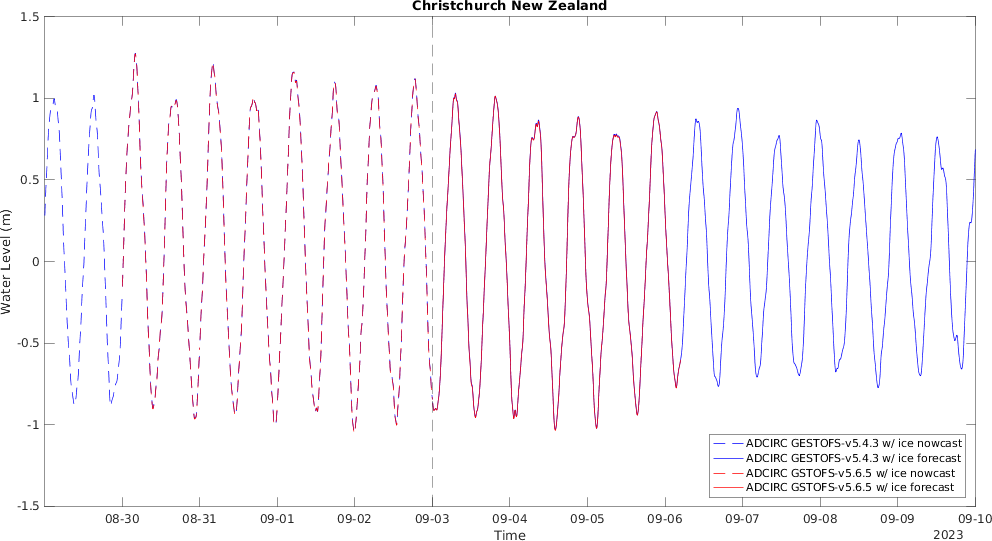 Christchurch New Zealand
1.5
1
0.5
0
-0.5
-1
-1.5
Water Level (m)
08-30 08-31 09-01 09-02 09-03 09-04 09-05 09-06 09-07 09-08 09-09 09-10
Time
2023
ADCIRC GESTOFS-v5.4.3 w/ ice nowcast
ADCIRC GESTOFS-v5.4.3 w/ ice forecast
ADCIRC GSTOFS-v5.6.5 w/ ice nowcast
ADCIRC GSTOFS-v5.6.5 w/ ice forecast